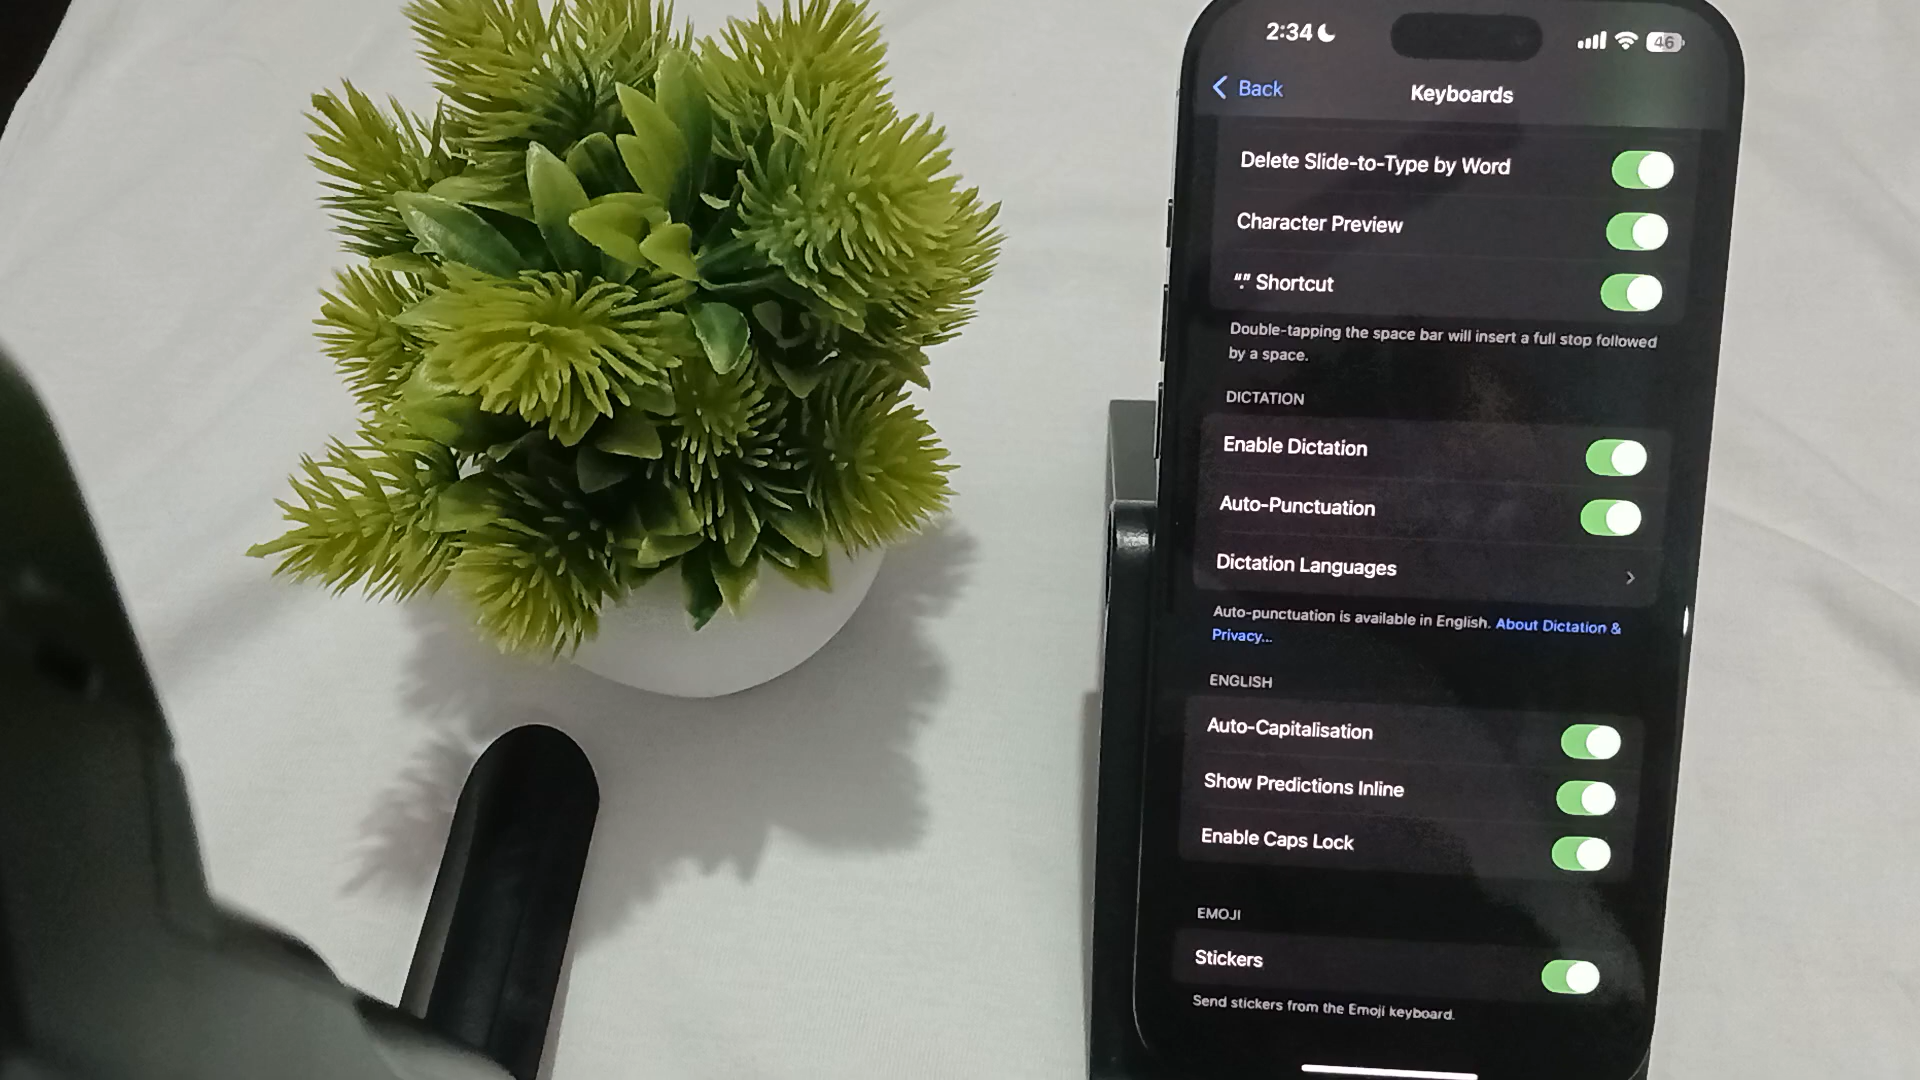 2:34
46
Back
Keyboards
Delete Slide-to-Type by Word
Character Preview
“.” Shortcut
Double-tapping the space bar will insert a full stop followed
by a space.
DICTATION
Enable Dictation
Auto-Punctuation
Dictation Languages
Auto-punctuation is available in English. About Dictation &
Privacy...
ENGLISH
Auto-Capitalisation
Show Predictions Inline
Enable Caps Lock
EMOJI
Stickers
Send stickers from the Emoji keyboard.